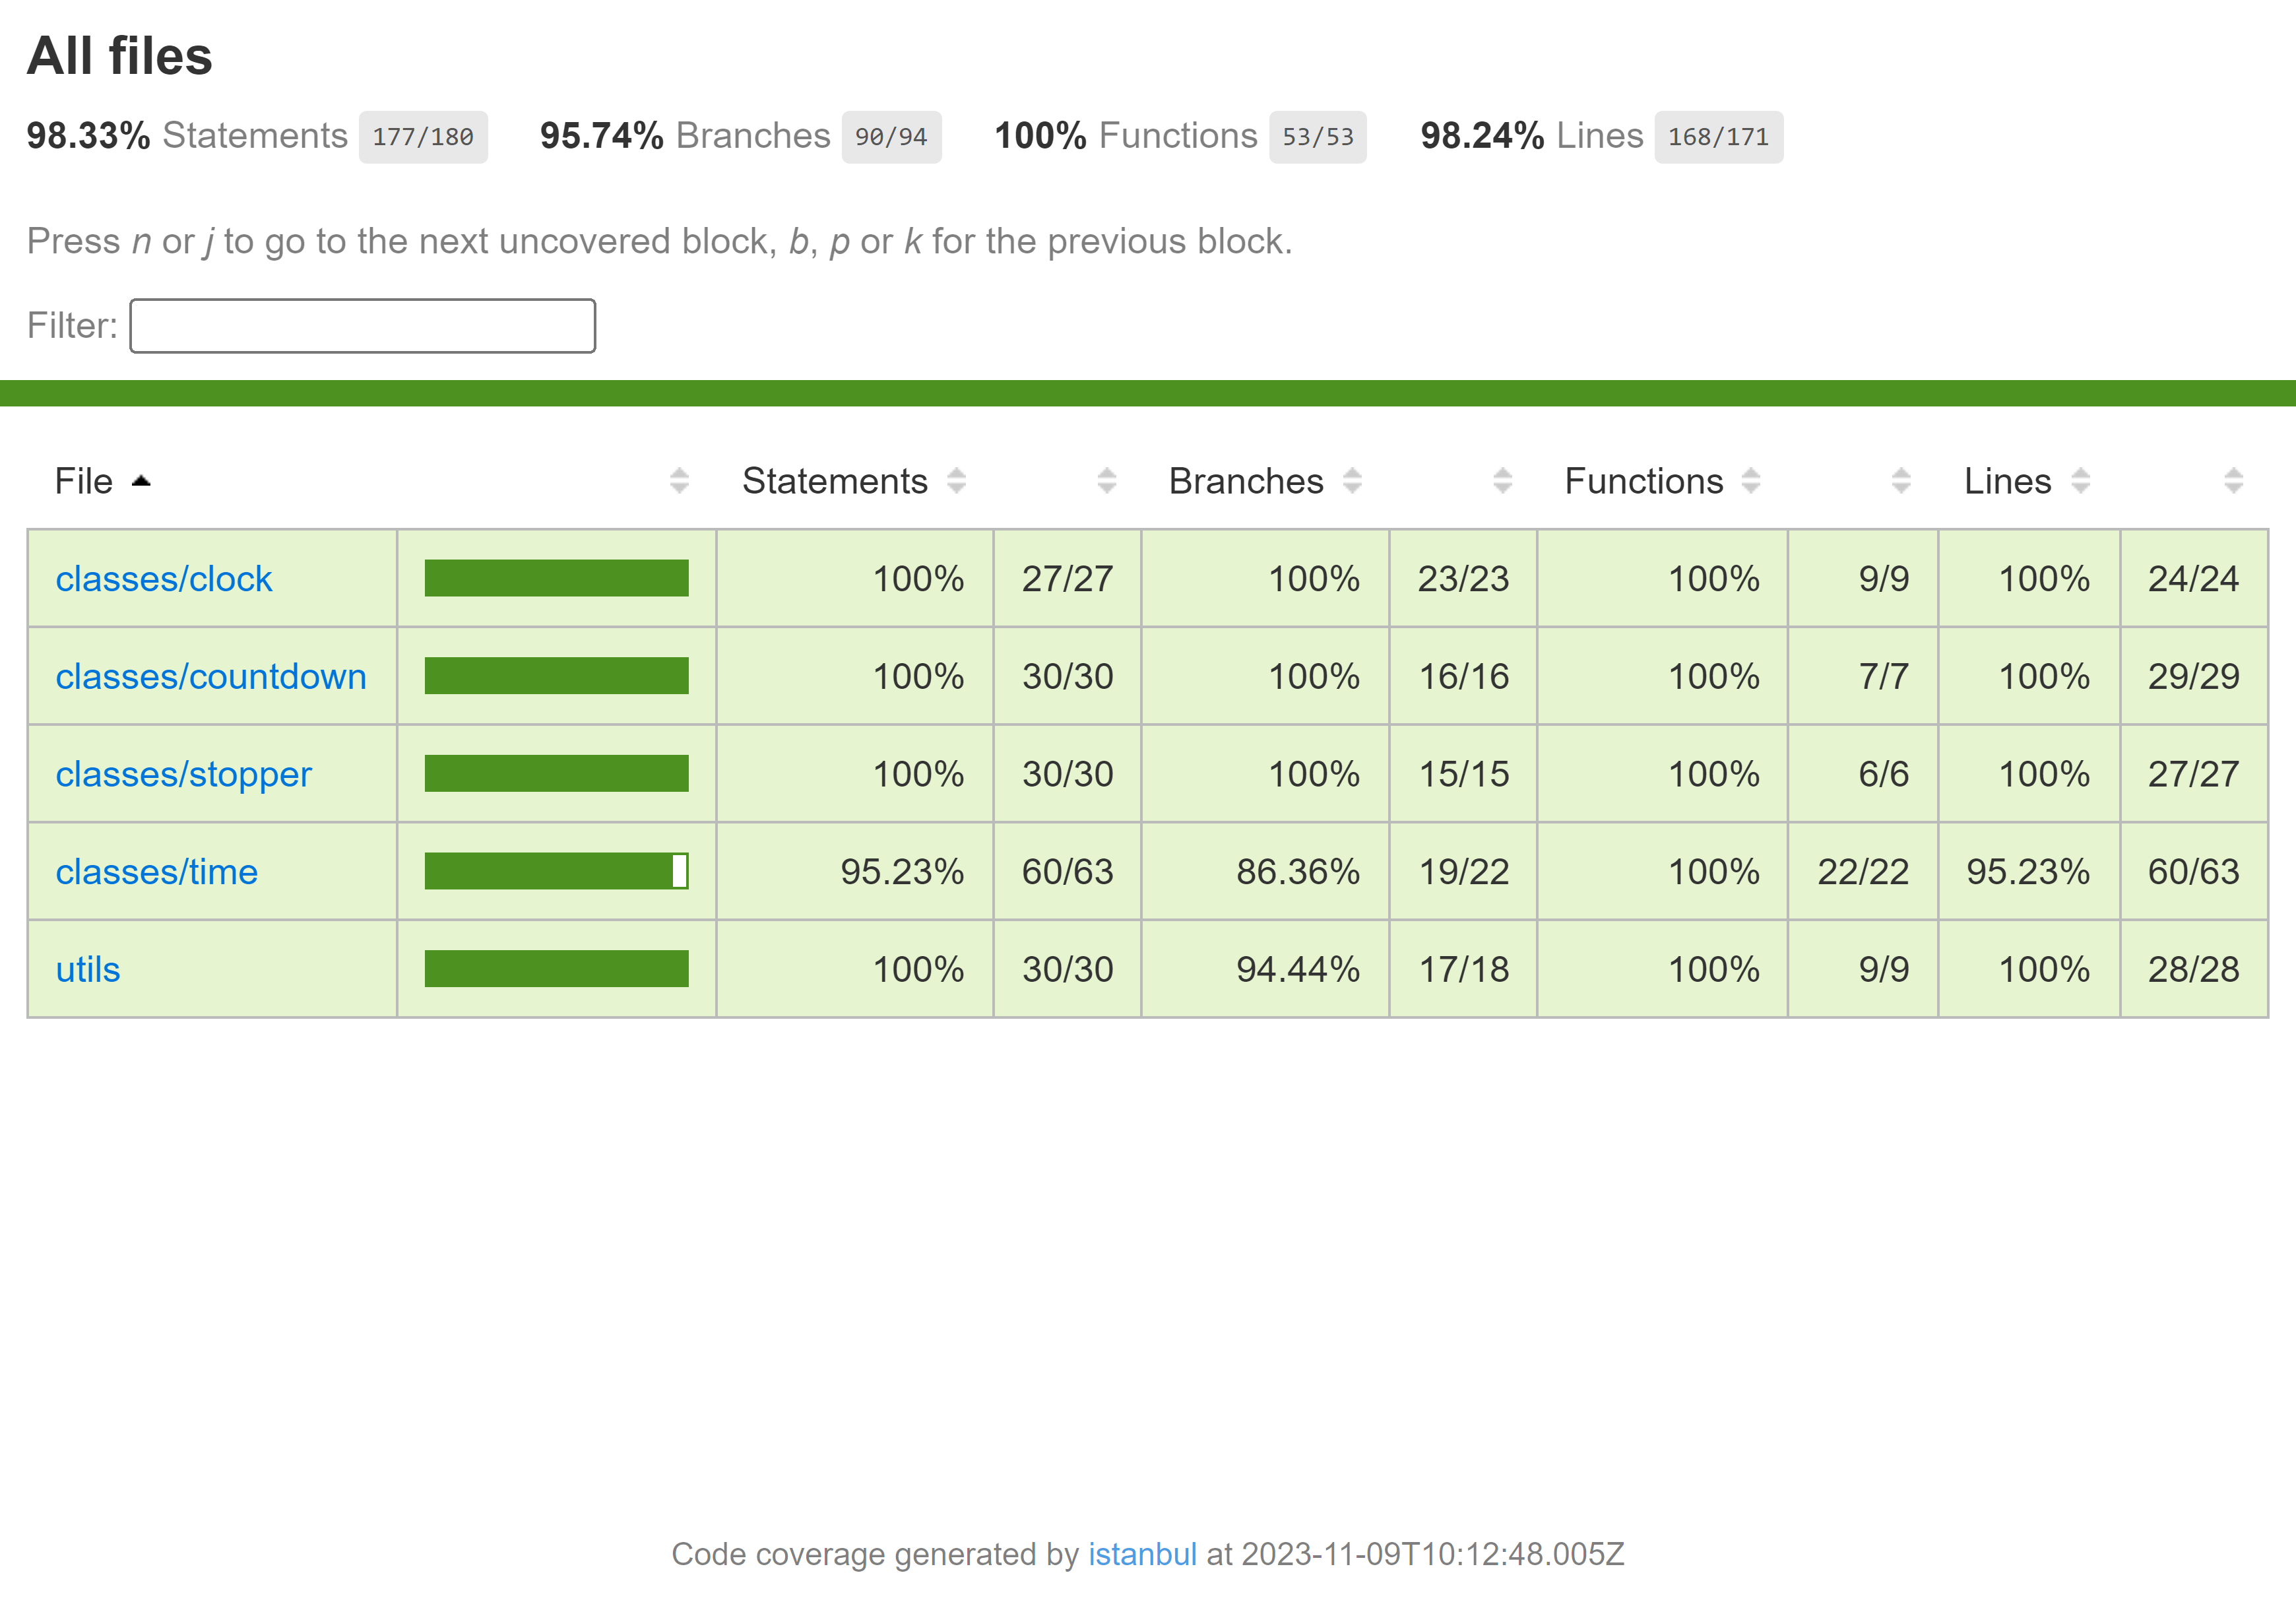 All files
98.33% Statements 177/180 95.74% Branches 90/94 100% Functions 53/53 98.24% Lines 168/171
Press n or j to go to the next uncovered block, b, p or k for the previous block.
Filter:
File Statements Branches Functions Lines
classes/clock 100% 27/27 100% 23/23 100% 9/9 100% 24/24
classes/countdown 100% 30/30 100% 16/16 100% 7/7 100% 29/29
classes/stopper 100% 30/30 100% 15/15 100% 6/6 100% 27/27
classes/time 95.23% 60/63 86.36% 19/22 100% 22/22 95.23% 60/63
utils 100% 30/30 94.44% 17/18 100% 9/9 100% 28/28
Code coverage generated by istanbul at 2023-11-09T10:12:48.005Z